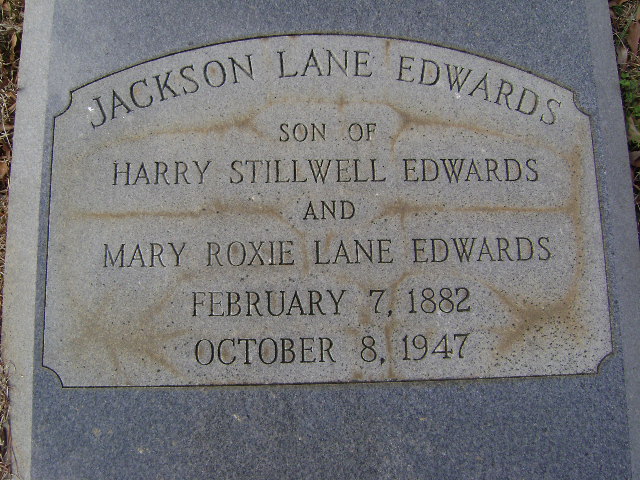 JACKSON LANE EDWARDS
SON OF
HARRY STILLWELL EDWARDS
AND
MARY ROXIE LANE EDWARDS
FEBRUARY 7, 1882
OCTOBER 8, 1947